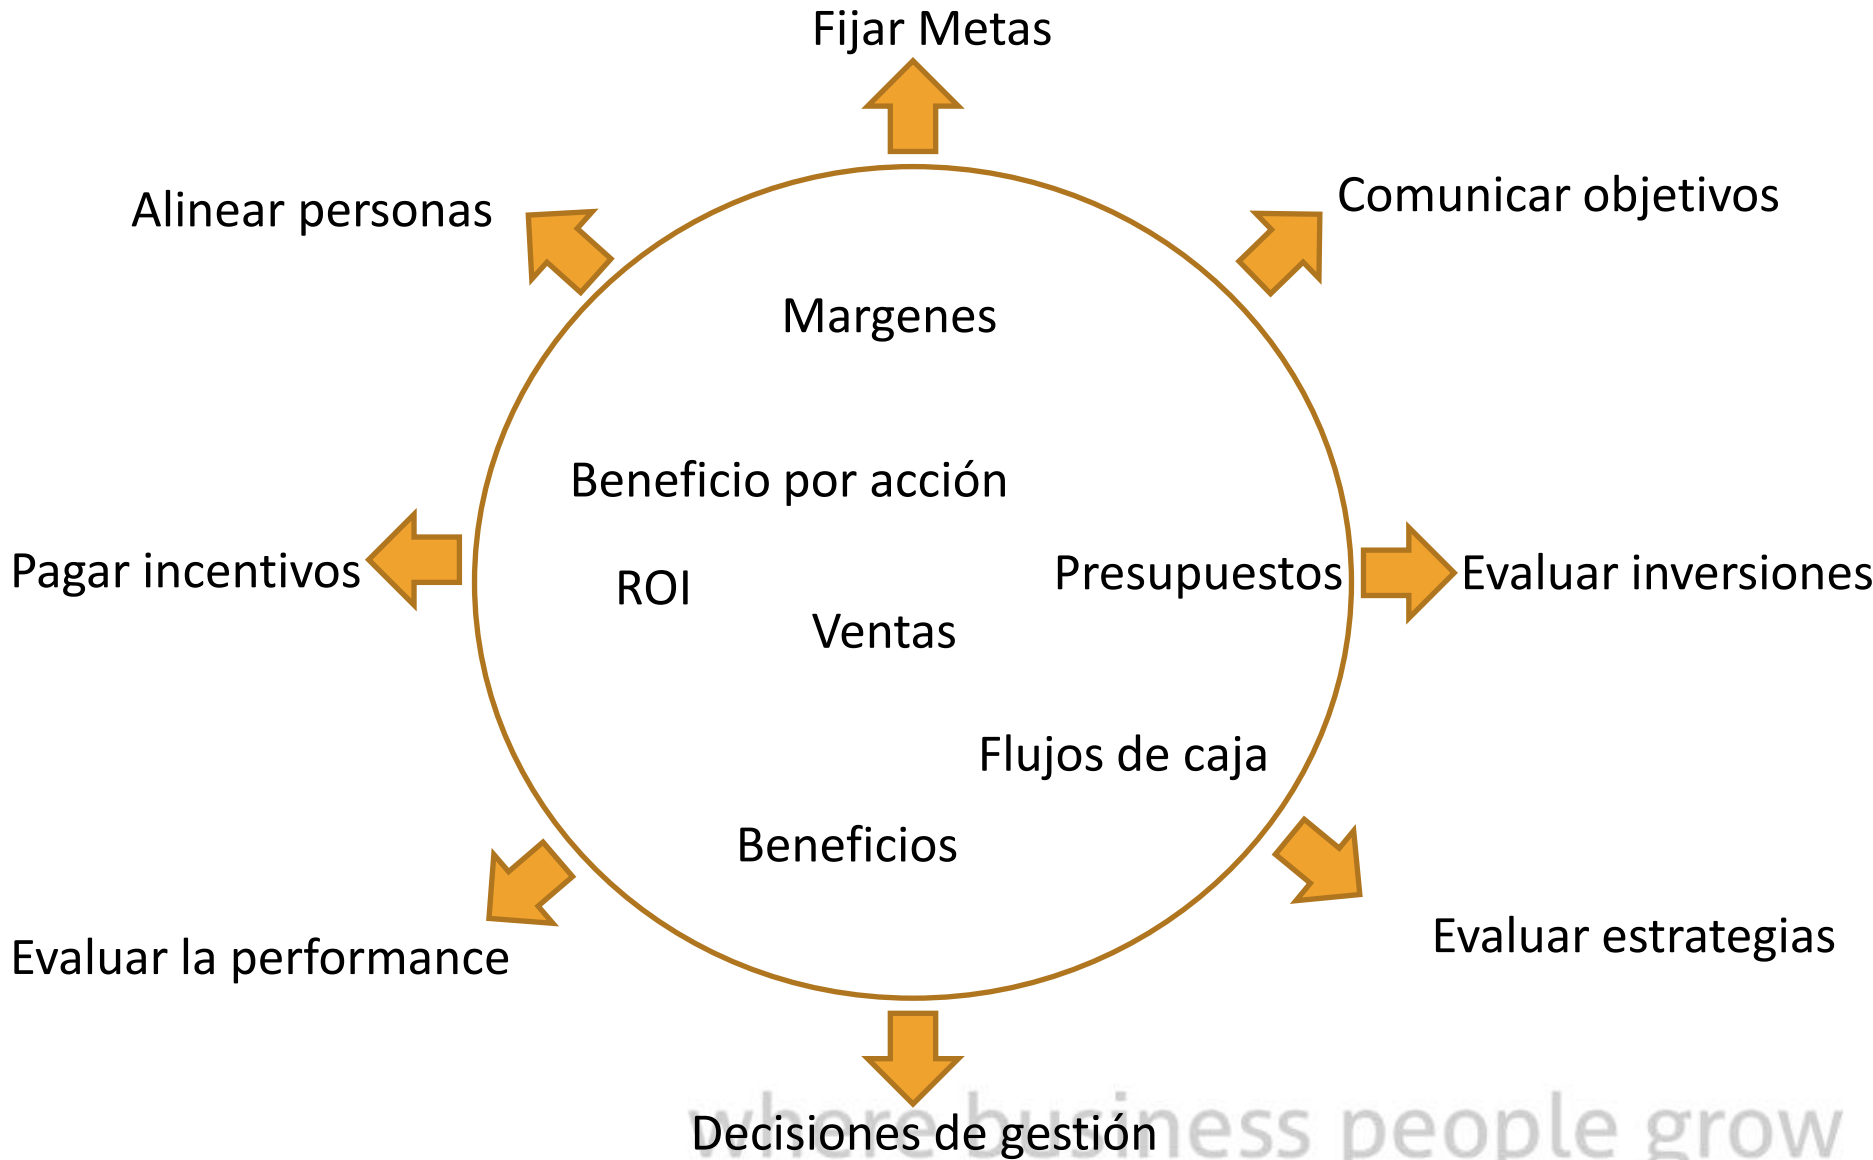 Fijar Metas
Comunicar objetivos
Alinear personas
Margenes
Beneficio por acción
Pagar incentivos
ROI
Presupuestos
Evaluar inversiones
Ventas
Flujos de caja
Beneficios
Evaluar estrategias
Evaluar la performance
where business people grow
Decisiones de gestión